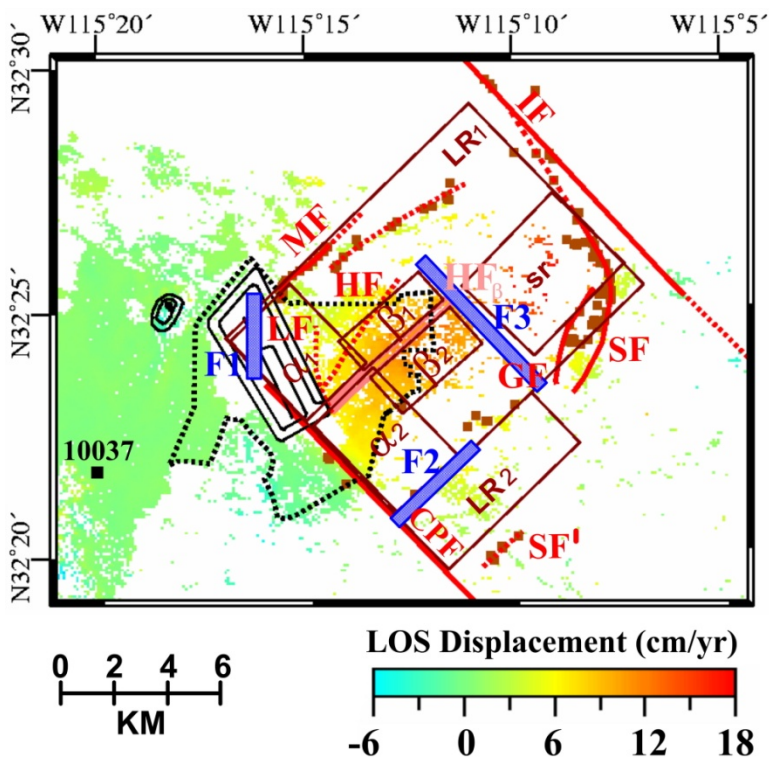 W115°20´ W115°15´ W115°10´ W115°5´
N32°30´
IF
LR1
MF
HF
HFβ
sr
N32°25´
LF
β1
F3
F1
α1
β2
GF
SF
α2
10037
F2
LR2
CPF
SF'
N32°20´
LOS Displacement (cm/yr)
0 2 4 6
KM
-6 0 6 12 18